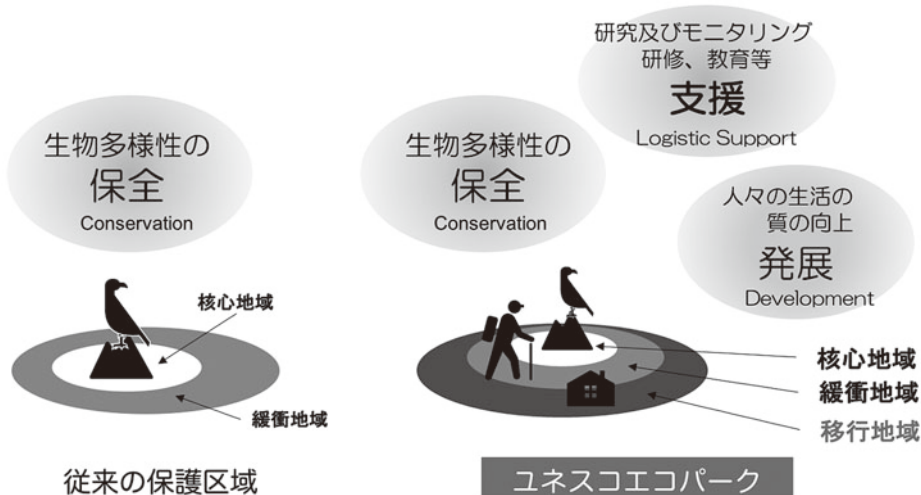 生物多様性の
保全
Conservation
核心地域
緩衝地域
従来の保護区域
研究及びモニタリング
研修、教育等
支援
Logistic Support
生物多様性の
保全
Conservation
人々の生活の
質の向上
発展
Development
核心地域
緩衝地域
移行地域
ユネスコエコパーク